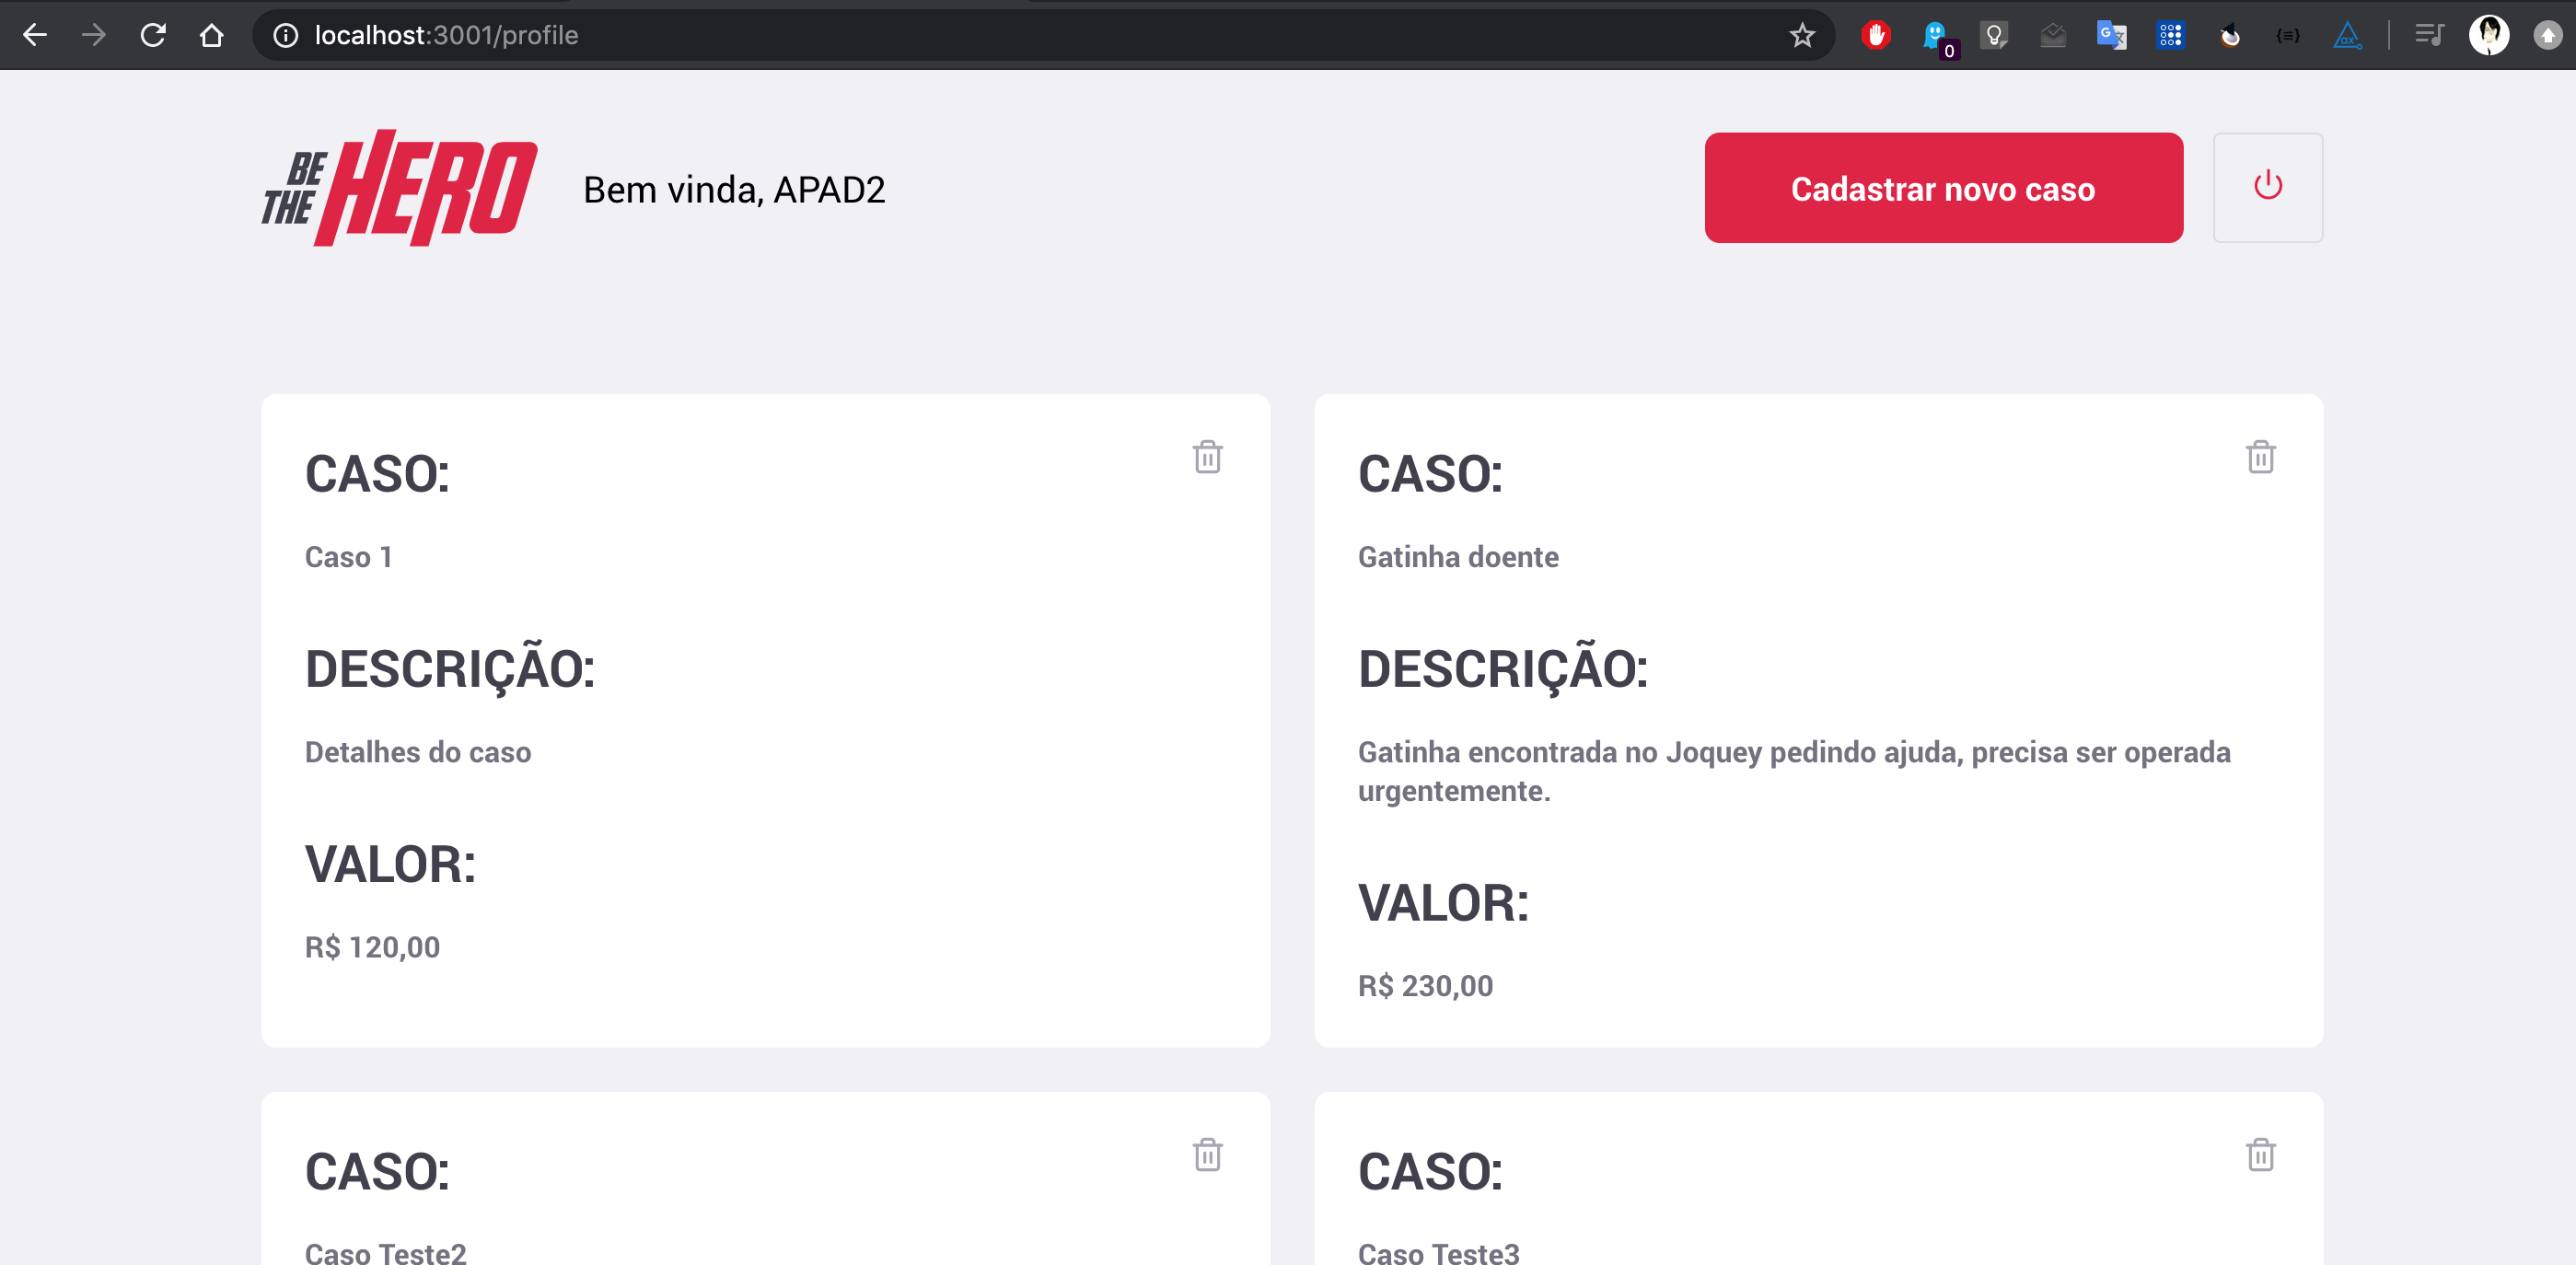 localhost:3001/profile
0
BE THE HERO
Bem vinda, APAD2
Cadastrar novo caso
CASO:
Caso 1
DESCRIÇÃO:
Detalhes do caso
VALOR:
R$ 120,00
CASO:
Gatinha doente
DESCRIÇÃO:
Gatinha encontrada no Joquey pedindo ajuda, precisa ser operada
urgentemente.
VALOR:
R$ 230,00
CASO:
Caso Teste2
CASO:
Caso Teste3